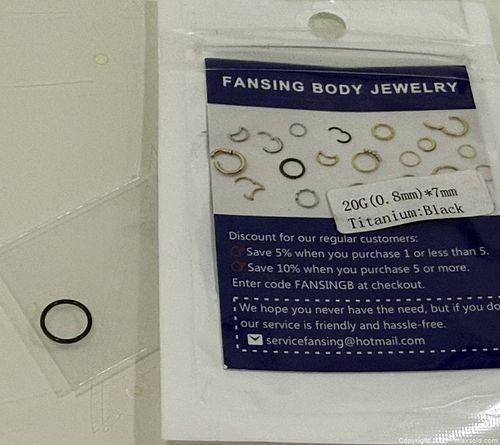 FANSING BODY JEWELRY
20G(0.8mm)*7mm
Titanium:Black
Discount for our regular customers:
Save 5% when you purchase 1 or less than 5.
Save 10% when you purchase 5 or more.
Enter code FANSINGB at checkout.
We hope you never have the need, but if you do
our service is friendly and hassle-free.
servicefansing@hotmail.com